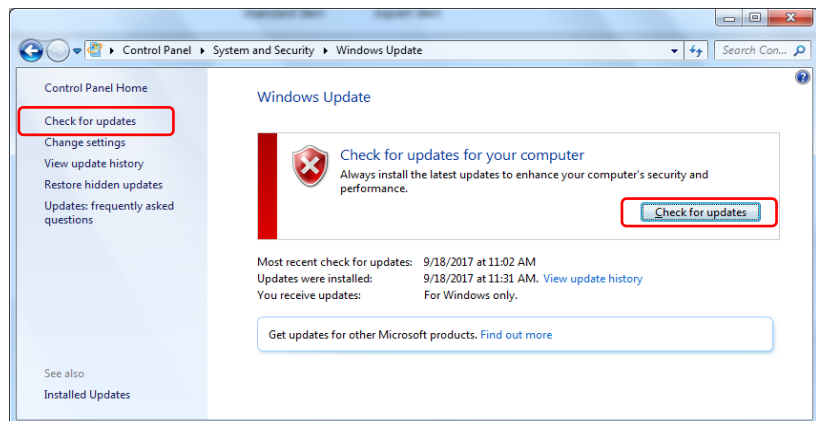 Control Panel ▸ System and Security ▸ Windows Update
Search Con...
Control Panel Home
Check for updates
Change settings
View update history
Restore hidden updates
Updates: frequently asked
questions
See also
Installed Updates
Windows Update
Check for updates for your computer
Always install the latest updates to enhance your computer's security and
performance.
Check for updates
Most recent check for updates: 9/18/2017 at 11:02 AM
Updates were installed: 9/18/2017 at 11:31 AM. View update history
You receive updates: For Windows only.
Get updates for other Microsoft products. Find out more